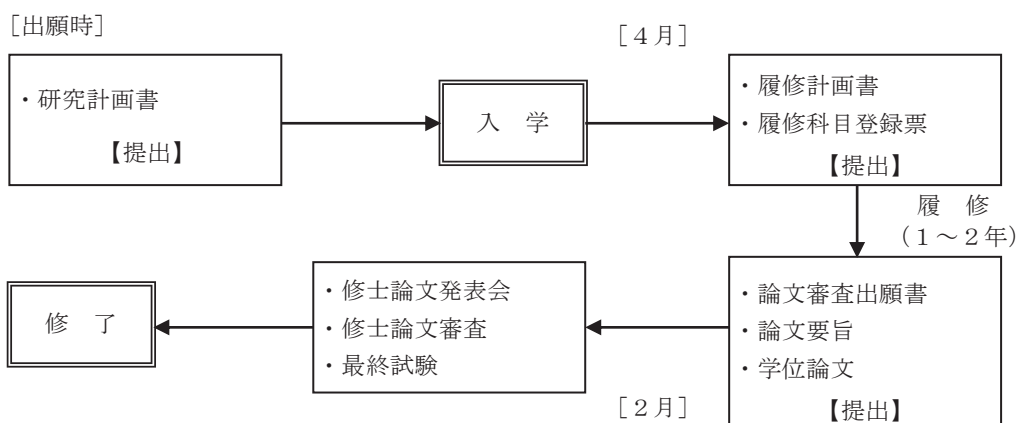 ［出願時］
・研究計画書
【提出】
入　学
［４月］
・履修計画書
・履修科目登録票
【提出】
履　修
（１～２年）
・論文審査出願書
・論文要旨
・学位論文
【提出】
［２月］
・修士論文発表会
・修士論文審査
・最終試験
修　了